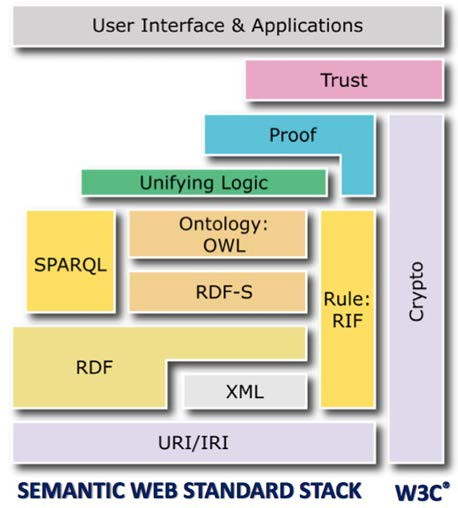 User Interface & Applications
Trust
Proof
Unifying Logic
Ontology:
OWL
SPARQL
RDF-S
Rule:
RIF
Crypto
RDF
XML
URI/IRI
SEMANTIC WEB STANDARD STACK
W3C®